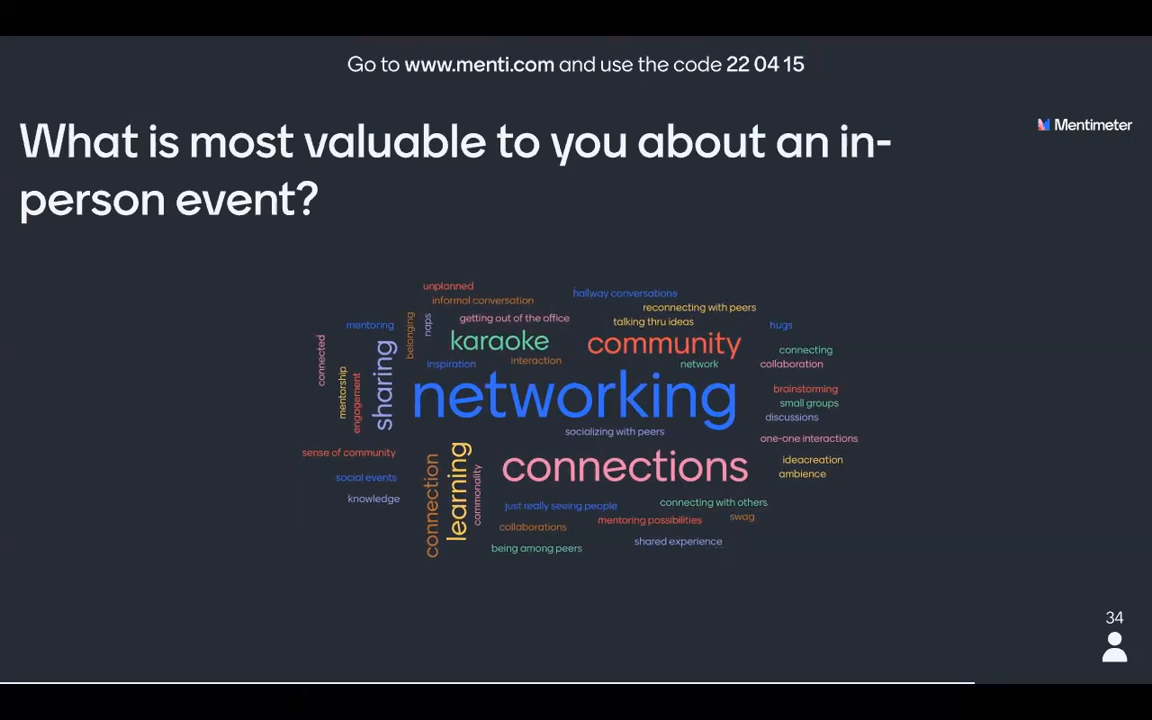 Go to www.menti.com and use the code 22 04 15
Mentimeter
What is most valuable to you about an in-
person event?
unplanned
informal conversation
hallway conversations
reconnecting with peers
getting out of the office
talking thru ideas
mentoring
belonging
naps
hugs
karaoke
community
connected
sharing
connecting
inspiration
interaction
network
collaboration
mentorship
engagement
networking
brainstorming
small groups
discussions
socializing with peers
one-one interactions
sense of community
connection
learning
commonality
connections
ideacreation
ambience
social events
knowledge
just really seeing people
connecting with others
collaborations
mentoring possibilities
swag
being among peers
shared experience
34